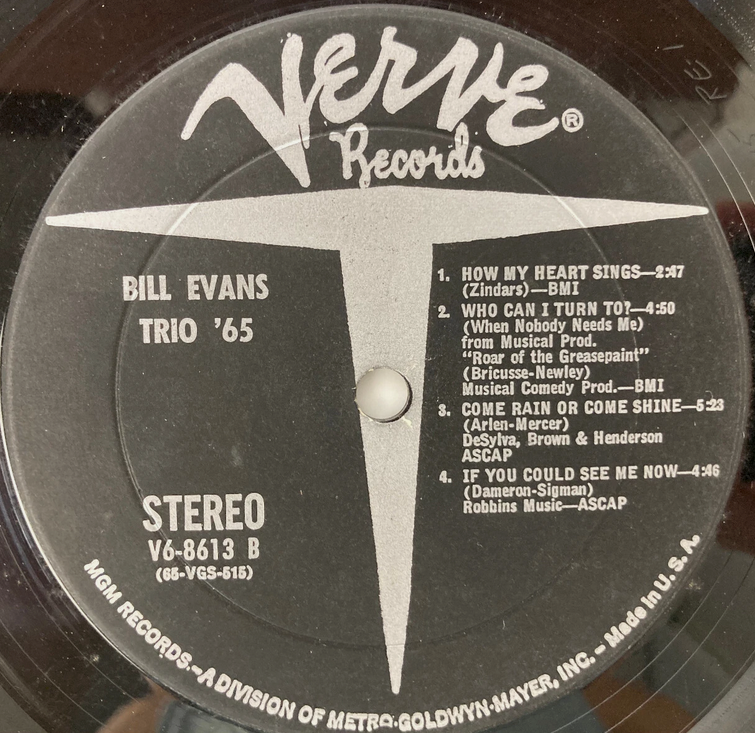 VERVE®
Records
BILL EVANS
TRIO '65
1. HOW MY HEART SINGS—2:47
(Zindars)—BMI
2. WHO CAN I TURN TO?—4:50
(When Nobody Needs Me)
from Musical Prod.
"Roar of the Greasepaint"
(Bricusse-Newley)
Musical Comedy Prod.—BMI
3. COME RAIN OR COME SHINE—5:23
(Arlen-Mercer)
DeSylva, Brown & Henderson
ASCAP
4. IF YOU COULD SEE ME NOW—4:46
(Dameron-Sigman)
Robbins Music—ASCAP
STEREO
V6-8613 B
(65-VGS-515)
MGM RECORDS.—A DIVISION OF METRO-GOLDWYN-MAYER, INC. – Made In U. S. A.